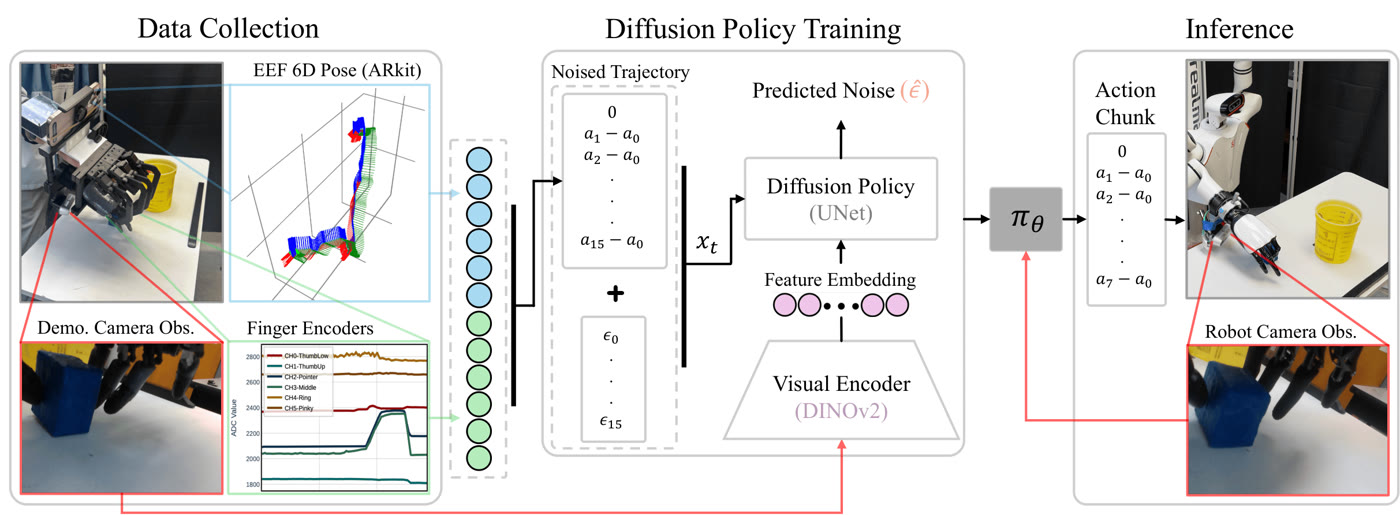 Data Collection
Diffusion Policy Training
Inference
EEF 6D Pose (ARkit)
Demo. Camera Obs.
Finger Encoders
2800
2600
2400
2200
2000
1800
ADC Value
CH0-ThumbLow
CH1-ThumbUp
CH2-Pointer
CH3-Middle
CH4-Ring
CH5-Pinky
Noised Trajectory
0
a₁ − a₀
a₂ − a₀
.
.
.
a₁₅ − a₀
+
ϵ₀
.
.
.
ϵ₁₅
xₜ
Predicted Noise (ϵ̂)
Diffusion Policy
(UNet)
Feature Embedding
Visual Encoder
(DINOv2)
π_θ
Action
Chunk
0
a₁ − a₀
a₂ − a₀
.
.
.
a₇ − a₀
Robot Camera Obs.